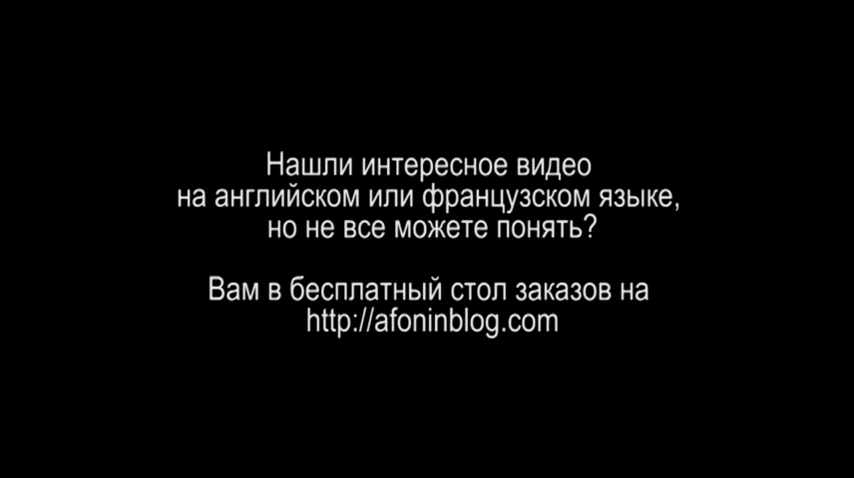 Нашли интересное видео
на английском или французском языке,
но не все можете понять?
Вам в бесплатный стол заказов на
http://afoninblog.com